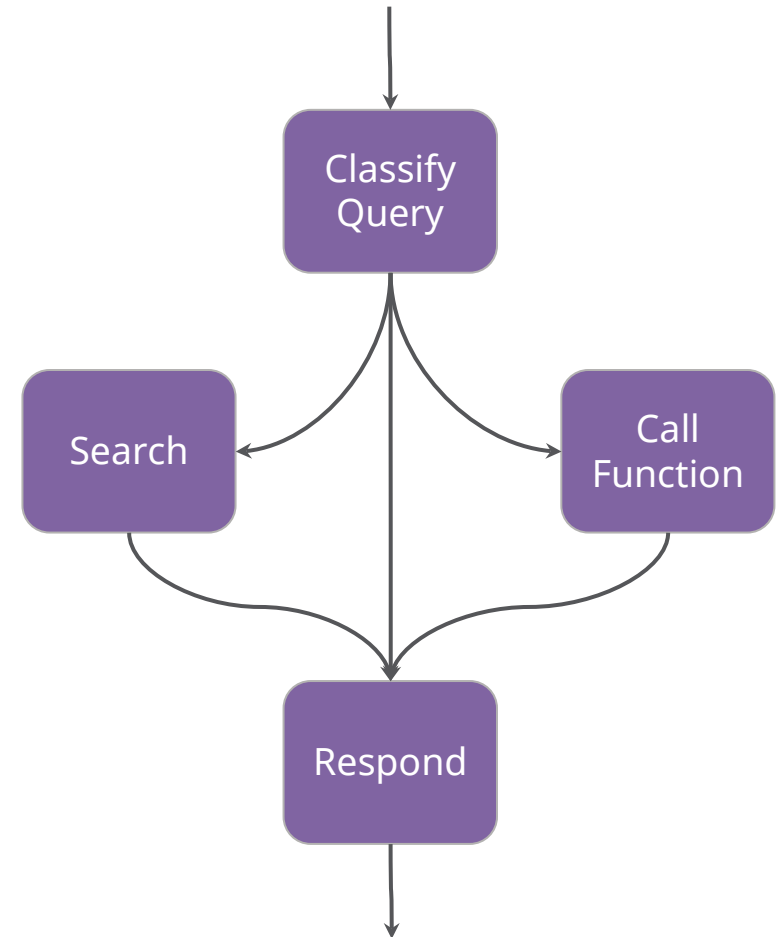 Classify
Query
Search
Call
Function
Respond